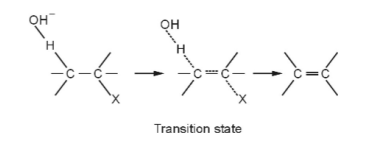 OH⁻ OH
H H
C-C C=C C=C
X X
Transition state